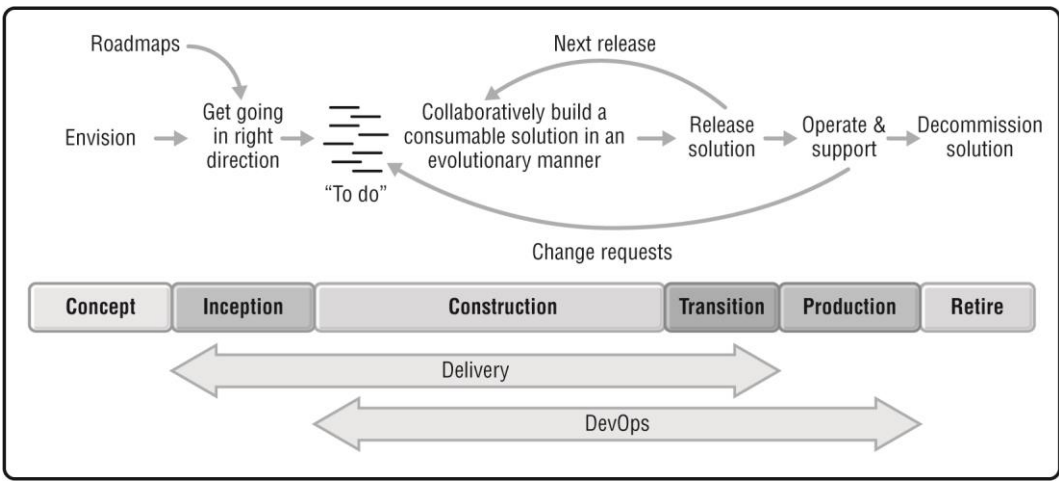 Roadmaps
Next release
Envision
Get going
in right
direction
“To do”
Collaboratively build a
consumable solution in an
evolutionary manner
Release
solution
Operate &
support
Decommission
solution
Change requests
Concept
Inception
Construction
Transition
Production
Retire
Delivery
DevOps